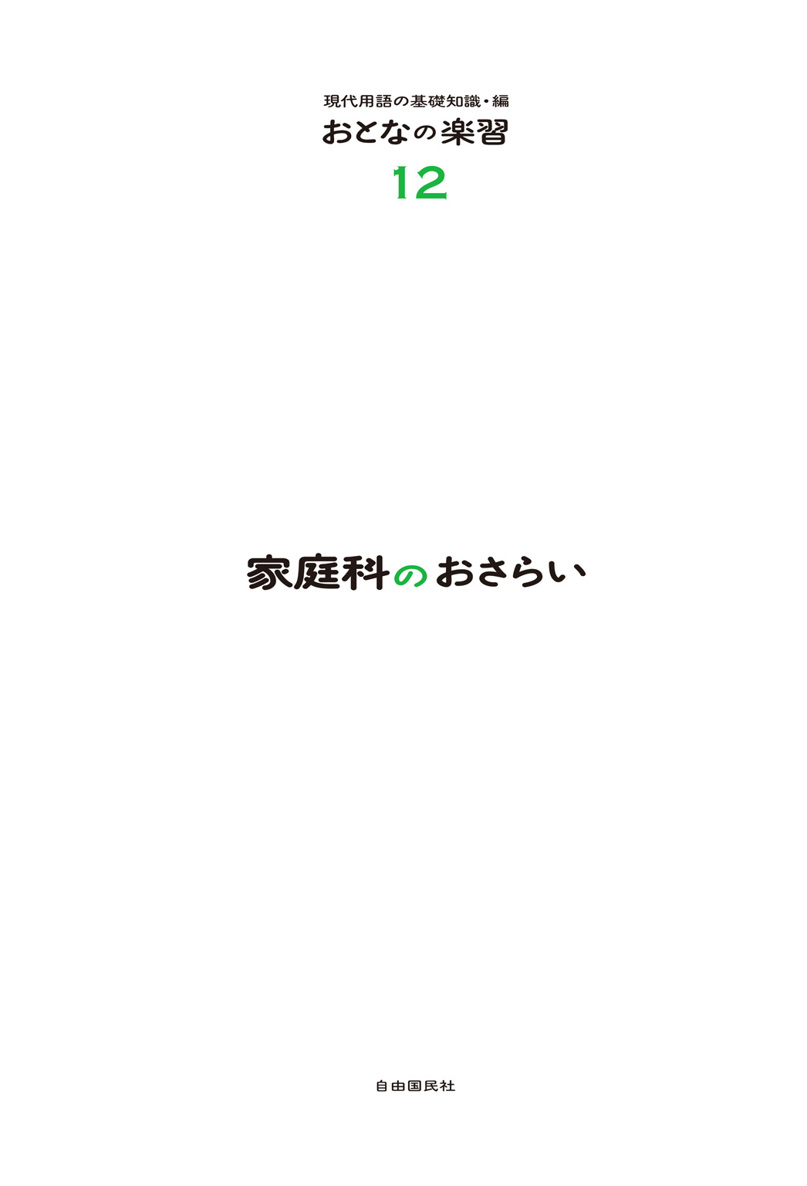 現代用語の基礎知識・編
おとなの楽習
12
家庭科のおさらい
自由国民社